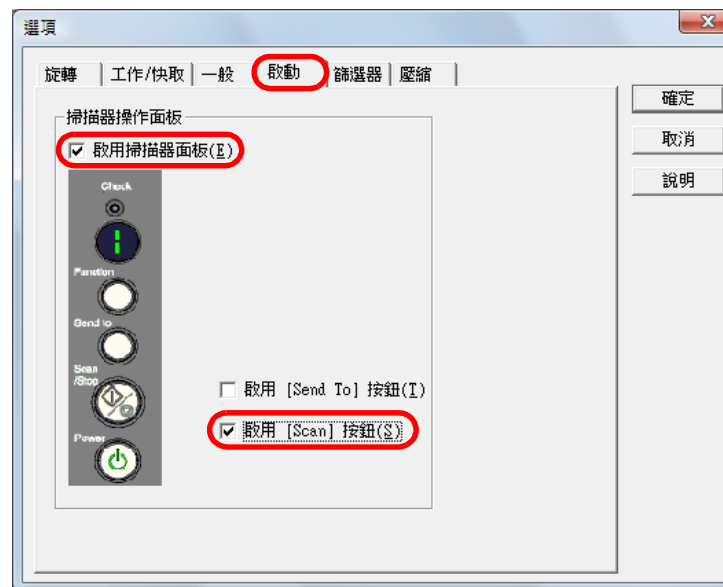 選項
旋轉 工作/快取 一般 啟動 篩選器 壓縮
確定
取消
說明
掃描器操作面板
啟用掃描器面板(E)
Check
Function
Send to
Scan
/Stop
Power
啟用 [Send To] 按鈕(T)
啟用 [Scan] 按鈕(S)